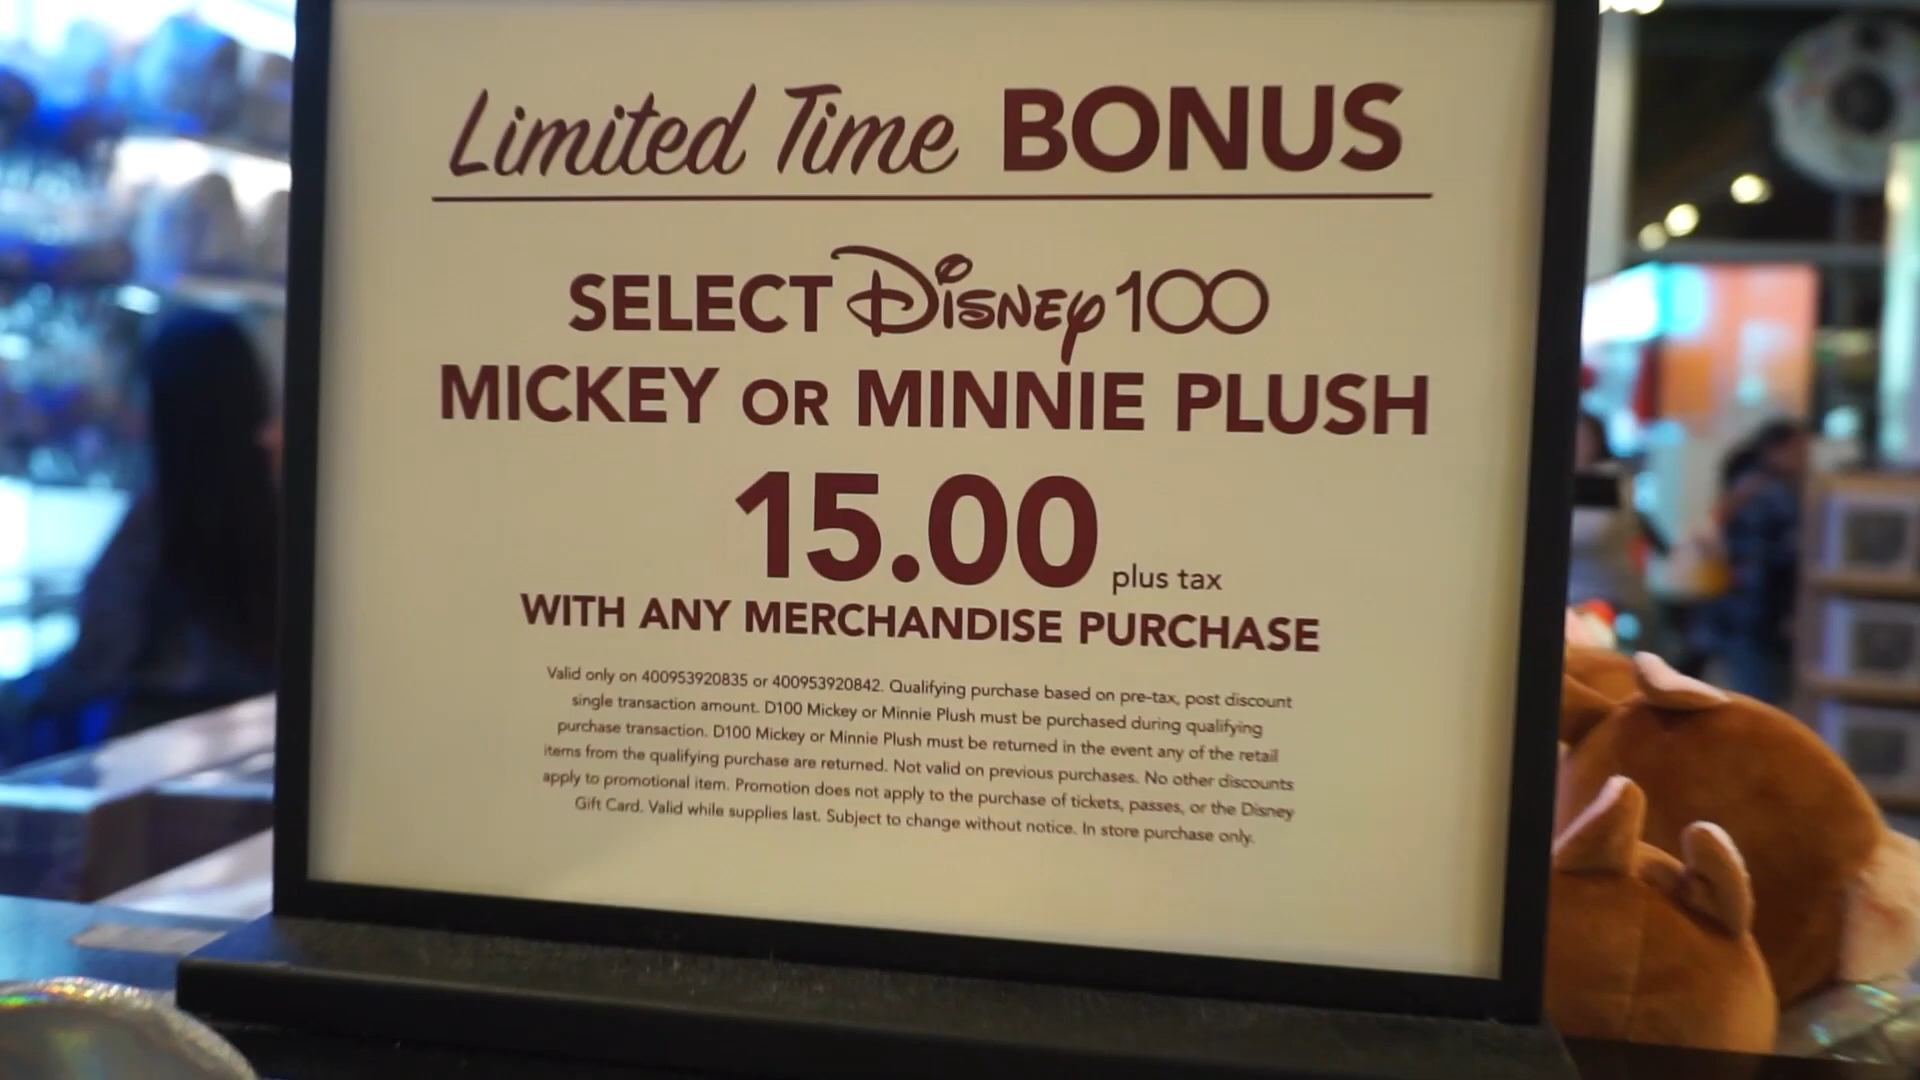 Limited Time BONUS
SELECT Disney 100
MICKEY OR MINNIE PLUSH
15.00 plus tax
WITH ANY MERCHANDISE PURCHASE
Valid only on 400953920835 or 400953920842. Qualifying purchase based on pre-tax, post discount
single transaction amount. D100 Mickey or Minnie Plush must be purchased during qualifying
purchase transaction. D100 Mickey or Minnie Plush must be returned in the event any of the retail
items from the qualifying purchase are returned. Not valid on previous purchases. No other discounts
apply to promotional item. Promotion does not apply to the purchase of tickets, passes, or the Disney
Gift Card. Valid while supplies last. Subject to change without notice. In store purchase only.